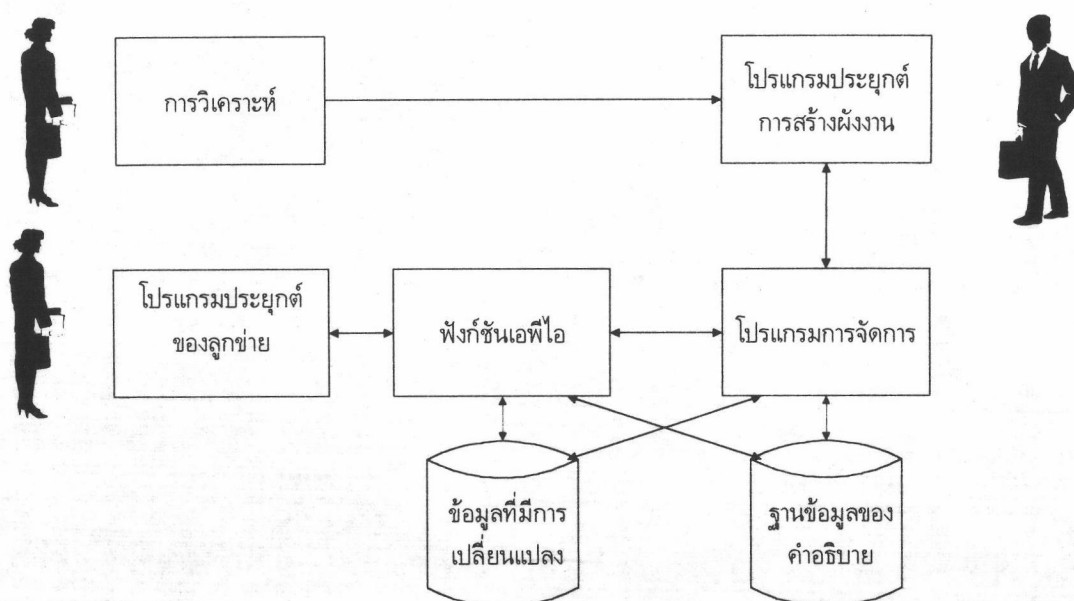 การวิเคราะห์
โปรแกรมประยุกต์
การสร้างผังงาน
โปรแกรมประยุกต์
ของลูกข่าย
ฟังก์ชันเอพีไอ
โปรแกรมการจัดการ
ข้อมูลที่มีการ
เปลี่ยนแปลง
ฐานข้อมูลของ
คำอธิบาย